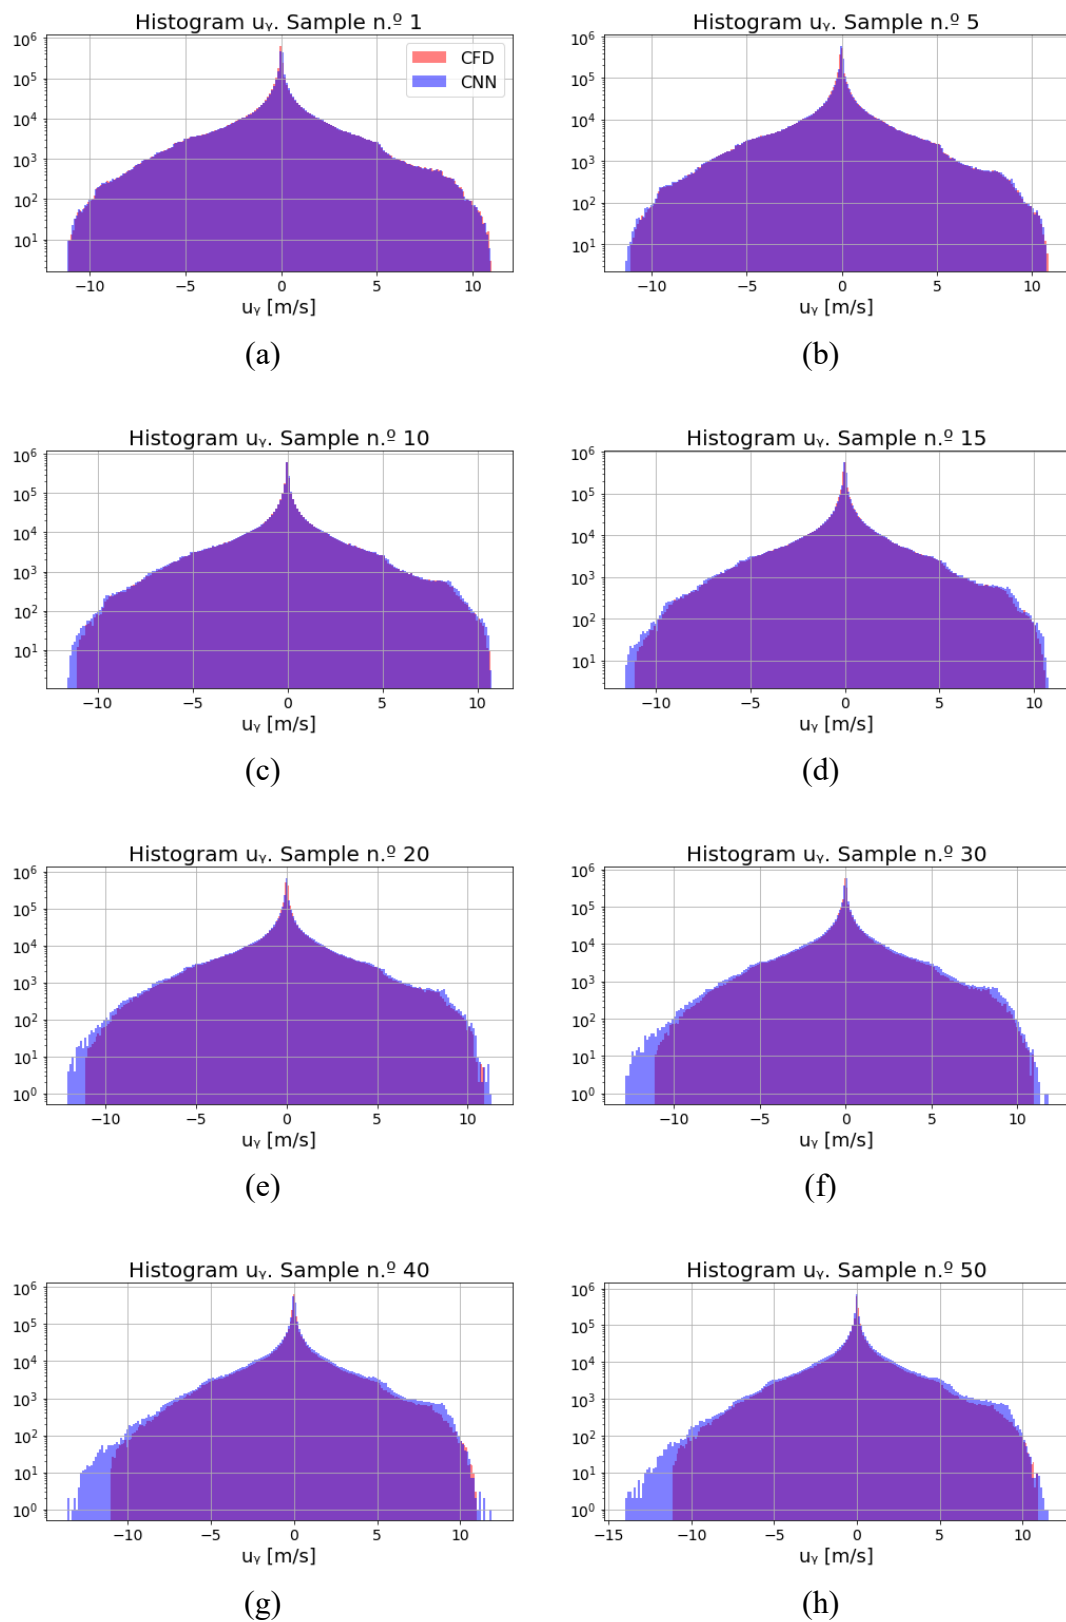 Histogram uᵧ. Sample n.º 1
Histogram uᵧ. Sample n.º 5
10⁶
10⁵
10⁴
10³
10²
10¹
CFD
CNN
10⁶
10⁵
10⁴
10³
10²
10¹
−10 −5 0 5 10
−10 −5 0 5 10
uᵧ [m/s]
uᵧ [m/s]
(a)
(b)
Histogram uᵧ. Sample n.º 10
Histogram uᵧ. Sample n.º 15
10⁶
10⁵
10⁴
10³
10²
10¹
10⁶
10⁵
10⁴
10³
10²
10¹
−10 −5 0 5 10
−10 −5 0 5 10
uᵧ [m/s]
uᵧ [m/s]
(c)
(d)
Histogram uᵧ. Sample n.º 20
Histogram uᵧ. Sample n.º 30
10⁶
10⁵
10⁴
10³
10²
10¹
10⁰
10⁶
10⁵
10⁴
10³
10²
10¹
10⁰
−10 −5 0 5 10
−10 −5 0 5 10
uᵧ [m/s]
uᵧ [m/s]
(e)
(f)
Histogram uᵧ. Sample n.º 40
Histogram uᵧ. Sample n.º 50
10⁶
10⁵
10⁴
10³
10²
10¹
10⁰
10⁶
10⁵
10⁴
10³
10²
10¹
10⁰
−10 −5 0 5 10
−15 −10 −5 0 5 10
uᵧ [m/s]
uᵧ [m/s]
(g)
(h)